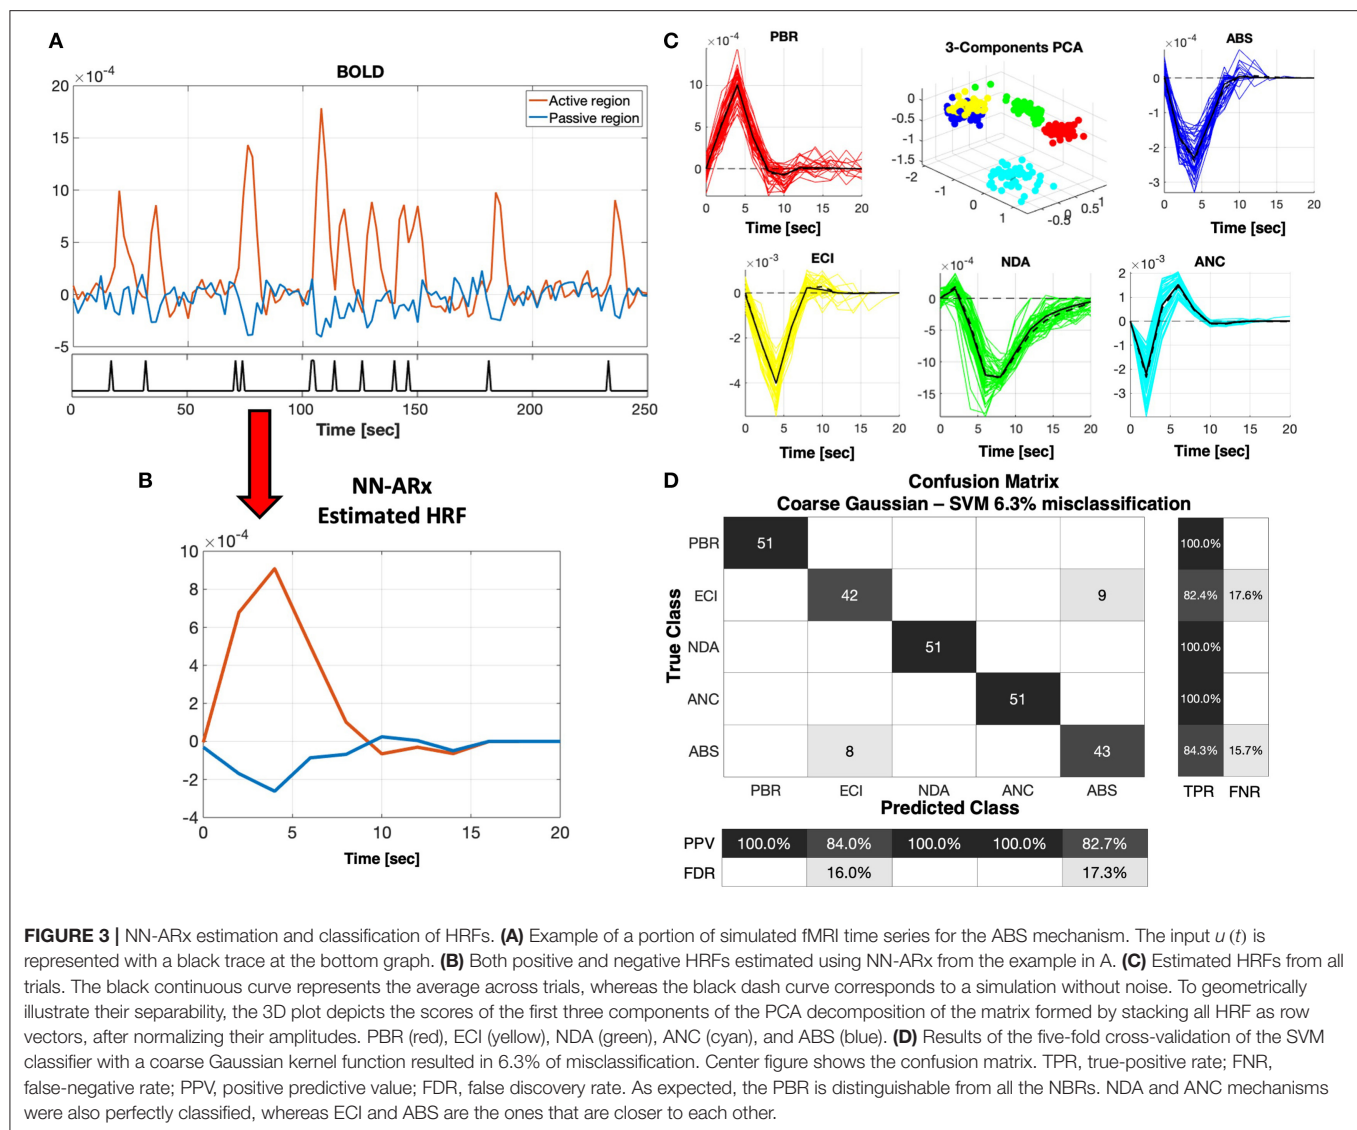 A
BOLD
×10⁻⁴
20
15
10
5
0
-5
Active region
Passive region
0 50 100 150 200 250
Time [sec]
B
NN-ARx
Estimated HRF
×10⁻⁴
10
8
6
4
2
0
-2
-4
0 5 10 15 20
Time [sec]
C
PBR
×10⁻⁴
10
5
0
0 5 10 15 20
Time [sec]
3-Components PCA
0
-0.5
-1
-1.5
-2
-1
0
1
-0.5
0
0.5
1
ABS
×10⁻⁴
0
-1
-2
-3
0 5 10 15 20
Time [sec]
ECI
×10⁻³
0
-2
-4
0 5 10 15 20
Time [sec]
NDA
×10⁻⁴
0
-5
-10
-15
0 5 10 15 20
Time [sec]
ANC
×10⁻³
2
1
0
-1
-2
-3
0 5 10 15 20
Time [sec]
D
Confusion Matrix
Coarse Gaussian – SVM 6.3% misclassification
True Class
PBR 51 100.0%
ECI 42 9 82.4% 17.6%
NDA 51 100.0%
ANC 51 100.0%
ABS 8 43 84.3% 15.7%
PBR ECI NDA ANC ABS TPR FNR
Predicted Class
PPV 100.0% 84.0% 100.0% 100.0% 82.7%
FDR 16.0% 17.3%
FIGURE 3 | NN-ARx estimation and classification of HRFs. (A) Example of a portion of simulated fMRI time series for the ABS mechanism. The input u (t) is
represented with a black trace at the bottom graph. (B) Both positive and negative HRFs estimated using NN-ARx from the example in A. (C) Estimated HRFs from all
trials. The black continuous curve represents the average across trials, whereas the black dash curve corresponds to a simulation without noise. To geometrically
illustrate their separability, the 3D plot depicts the scores of the first three components of the PCA decomposition of the matrix formed by stacking all HRF as row
vectors, after normalizing their amplitudes. PBR (red), ECI (yellow), NDA (green), ANC (cyan), and ABS (blue). (D) Results of the five-fold cross-validation of the SVM
classifier with a coarse Gaussian kernel function resulted in 6.3% of misclassification. Center figure shows the confusion matrix. TPR, true-positive rate; FNR,
false-negative rate; PPV, positive predictive value; FDR, false discovery rate. As expected, the PBR is distinguishable from all the NBRs. NDA and ANC mechanisms
were also perfectly classified, whereas ECI and ABS are the ones that are closer to each other.